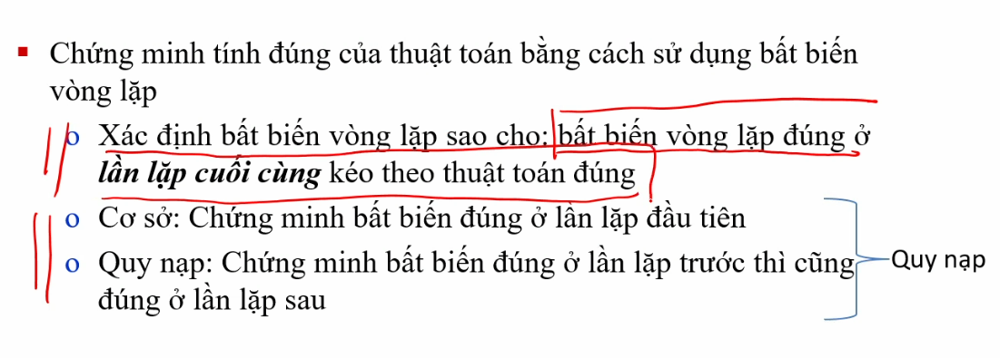 ▪ Chứng minh tính đúng của thuật toán bằng cách sử dụng bất biến
vòng lặp
o Xác định bất biến vòng lặp sao cho: bất biến vòng lặp đúng ở
lần lặp cuối cùng kéo theo thuật toán đúng
o Cơ sở: Chứng minh bất biến đúng ở lần lặp đầu tiên
o Quy nạp: Chứng minh bất biến đúng ở lần lặp trước thì cũng
đúng ở lần lặp sau
Quy nạp